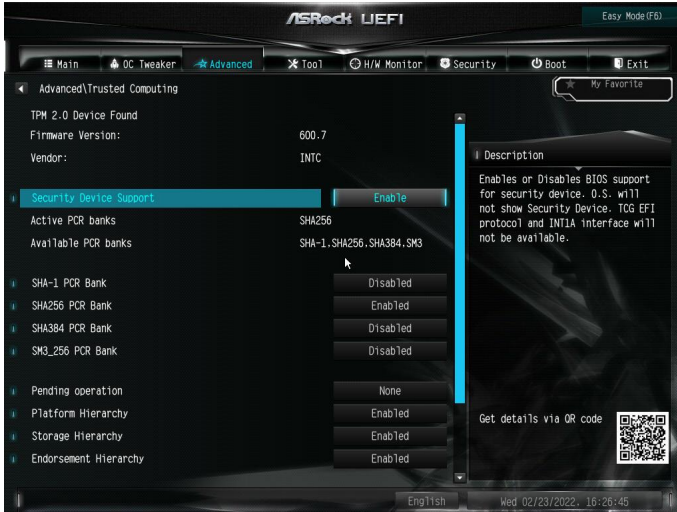 ASRock UEFI
Easy Mode(F6)
Main
OC Tweaker
Advanced
Tool
H/W Monitor
Security
Boot
Exit
My Favorite
Advanced\Trusted Computing
TPM 2.0 Device Found
Firmware Version: 600.7
Vendor: INTC
Security Device Support Enable
Active PCR banks SHA256
Available PCR banks SHA-1.SHA256.SHA384.SM3
SHA-1 PCR Bank Disabled
SHA256 PCR Bank Enabled
SHA384 PCR Bank Disabled
SM3_256 PCR Bank Disabled
Pending operation None
Platform Hierarchy Enabled
Storage Hierarchy Enabled
Endorsement Hierarchy Enabled
Description
Enables or Disables BIOS support
for security device. O.S. will
not show Security Device. TCG EFI
protocol and INT1A interface will
not be available.
Get details via QR code
English
Wed 02/23/2022, 16:26:45